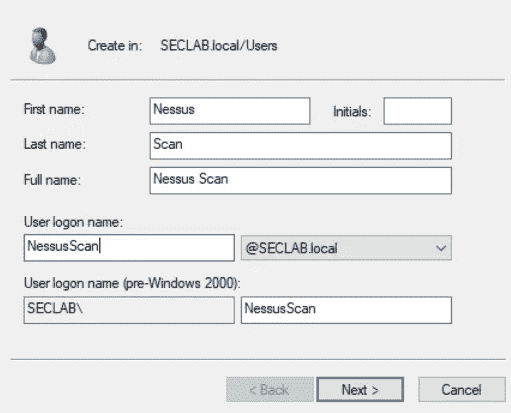 Create in: SECLAB.local/Users
First name: Nessus Initials:
Last name: Scan
Full name: Nessus Scan
User logon name:
NessusScan @SECLAB.local
User logon name (pre-Windows 2000):
SECLAB\ NessusScan
< Back Next > Cancel